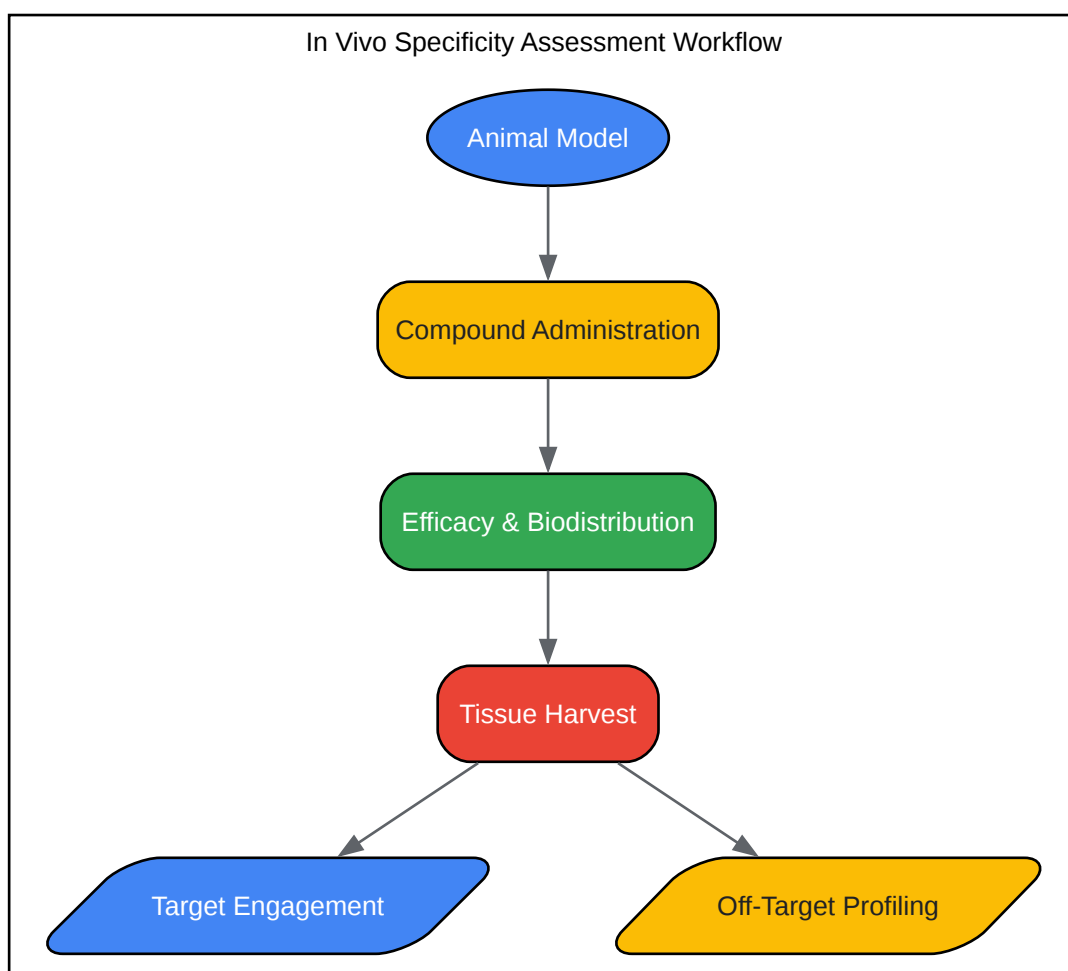 In Vivo Specificity Assessment Workflow
Animal Model
Compound Administration
Efficacy & Biodistribution
Tissue Harvest
Target Engagement
Off-Target Profiling